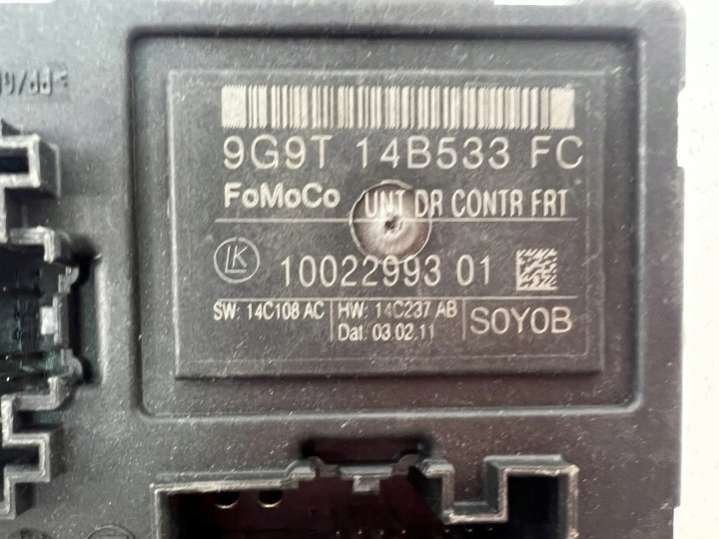 9G9T 14B533 FC
FoMoCo UNT DR CONTR FRT
LK 10022993 01
SW: 14C108 AC HW: 14C237 AB
Dat: 03.02.11
S0Y0B